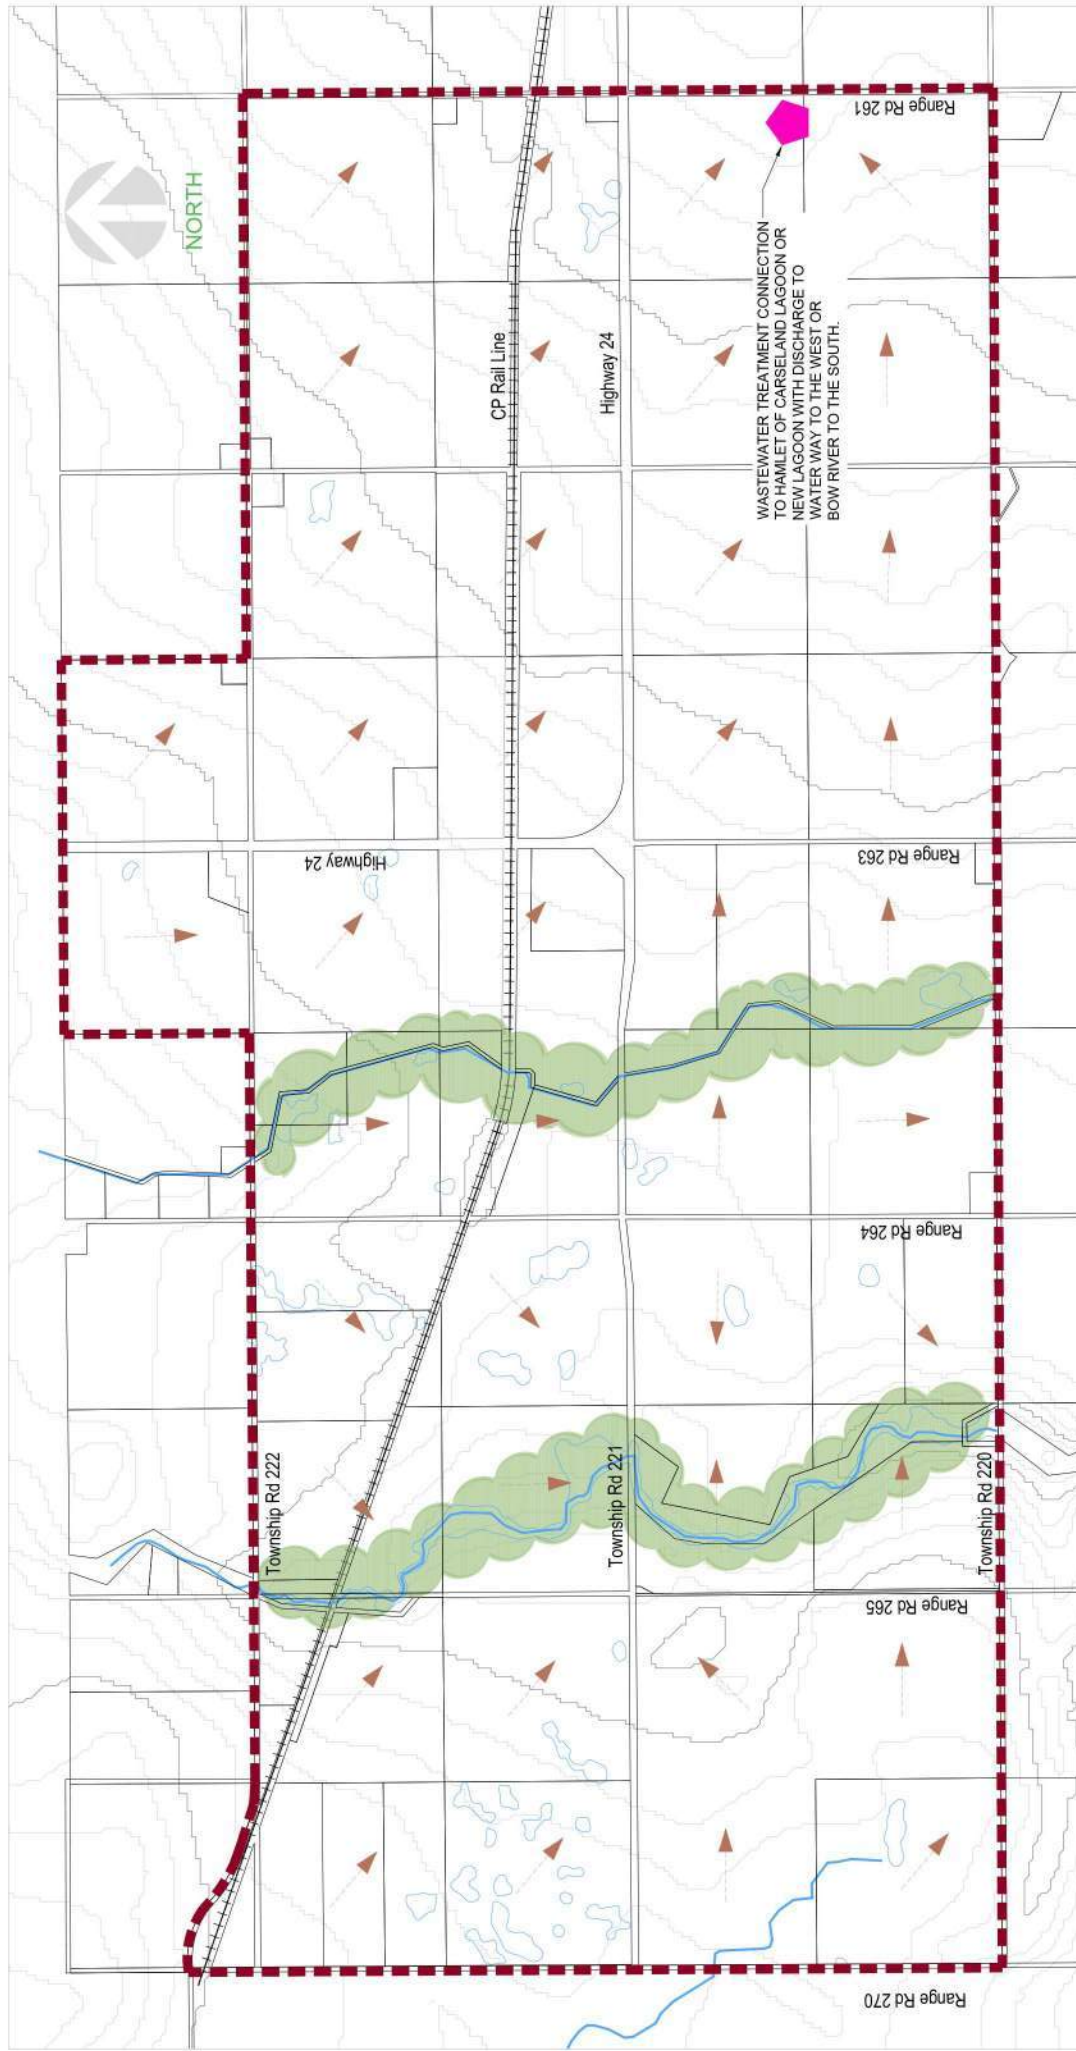 NORTH
CP Rail Line
Highway 24
WASTEWATER TREATMENT CONNECTION
TO HAMLET OF CARSELAND LAGOON OR
NEW LAGOON WITH DISCHARGE TO
WATER WAY TO THE WEST OR
BOW RIVER TO THE SOUTH.
Range Rd 261
Highway 24
Range Rd 263
Range Rd 264
Township Rd 222
Township Rd 221
Township Rd 220
Range Rd 265
Range Rd 270